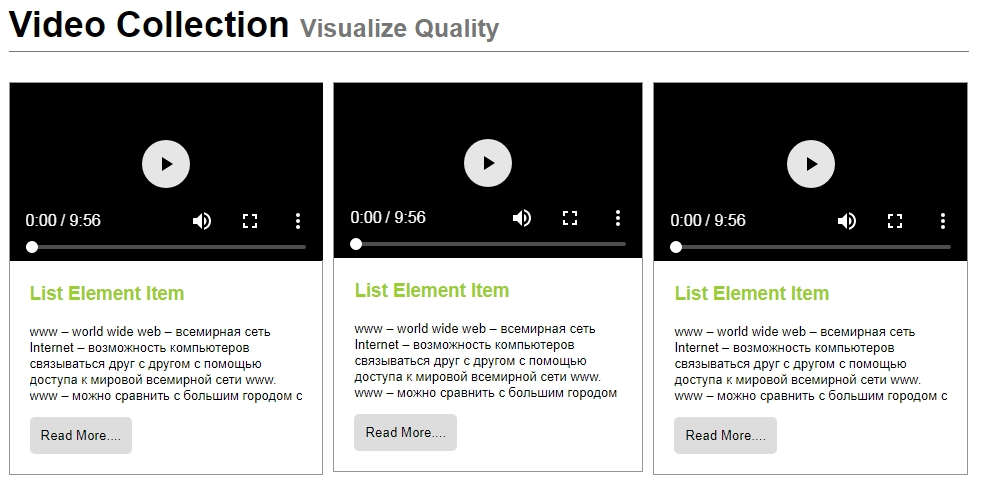 Video Collection Visualize Quality
0:00 / 9:56
List Element Item
www – world wide web – всемирная сеть
Internet – возможность компьютеров
связываться друг с другом с помощью
доступа к мировой всемирной сети www.
www – можно сравнить с большим городом с
Read More....
0:00 / 9:56
List Element Item
www – world wide web – всемирная сеть
Internet – возможность компьютеров
связываться друг с другом с помощью
доступа к мировой всемирной сети www.
www – можно сравнить с большим городом
Read More....
0:00 / 9:56
List Element Item
www – world wide web – всемирная сеть
Internet – возможность компьютеров
связываться друг с другом с помощью
доступа к мировой всемирной сети www.
www – можно сравнить с большим городом с
Read More....